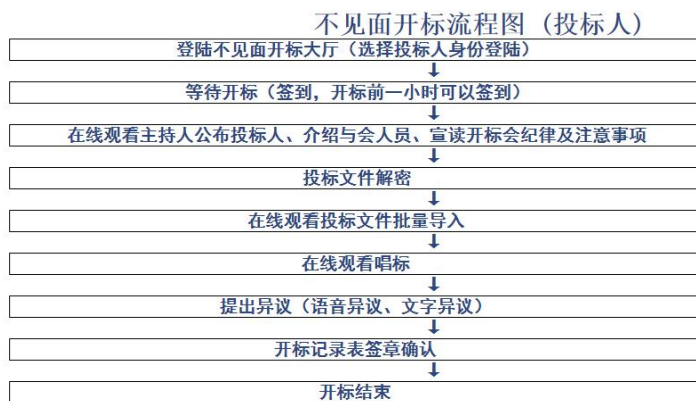 不见面开标流程图（投标人）
登陆不见面开标大厅（选择投标人身份登陆）
等待开标（签到，开标前一小时可以签到）
在线观看主持人公布投标人、介绍与会人员、宣读开标会纪律及注意事项
投标文件解密
在线观看投标文件批量导入
在线观看唱标
提出异议（语音异议、文字异议）
开标记录表签章确认
开标结束